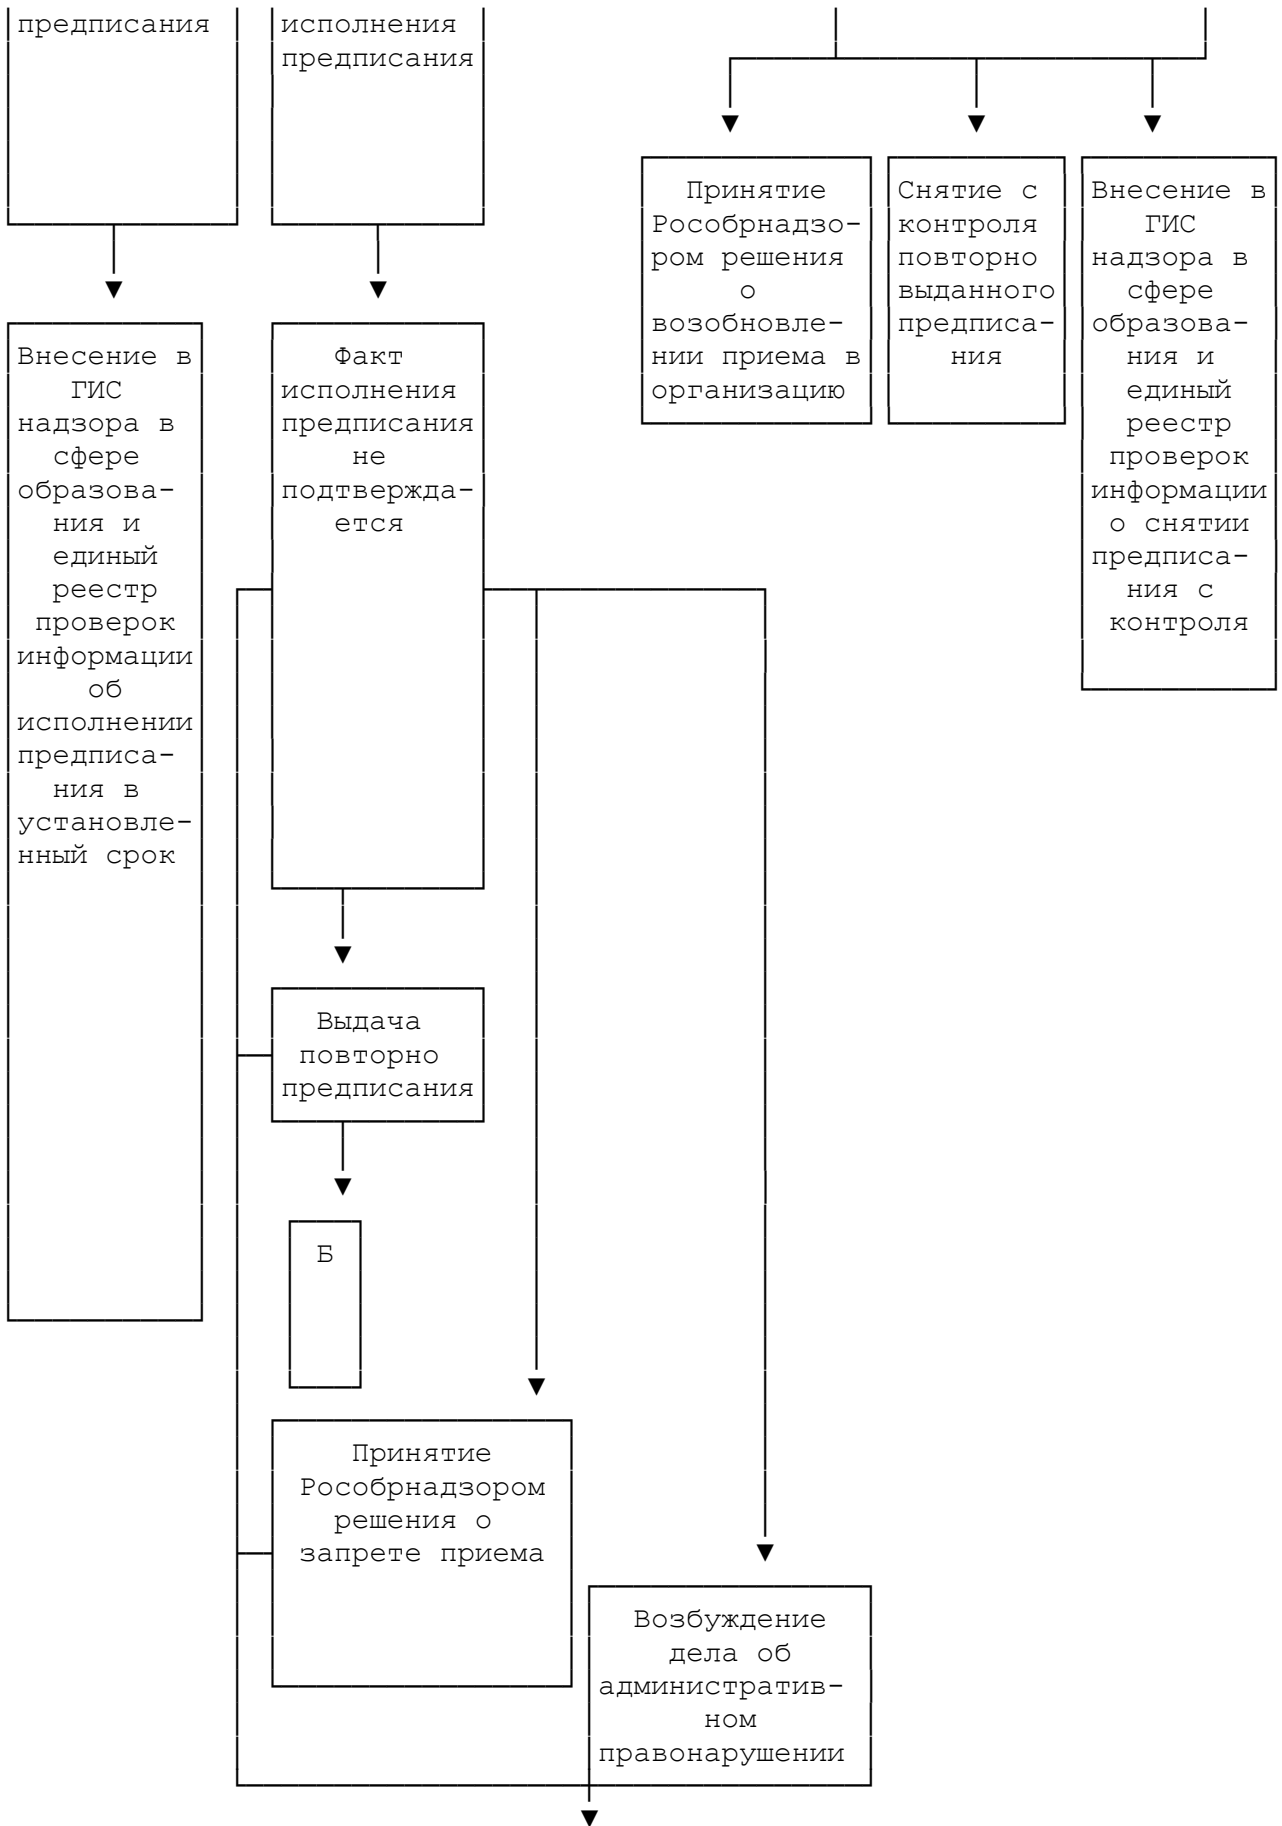 предписания
исполнения
предписания
Принятие
Рособрнадзо-
ром решения
о
возобновле-
нии приема в
организацию
Снятие с
контроля
повторно
выданного
предписа-
ния
Внесение в
ГИС
надзора в
сфере
образова-
ния и
единый
реестр
проверок
информации
о снятии
предписа-
ния с
контроля
Внесение в
ГИС
надзора в
сфере
образова-
ния и
единый
реестр
проверок
информации
об
исполнении
предписа-
ния в
установле-
нный срок
Факт
исполнения
предписания
не
подтвержда-
ется
Выдача
повторно
предписания
Б
Принятие
Рособрнадзором
решения о
запрете приема
Возбуждение
дела об
административ-
ном
правонарушении